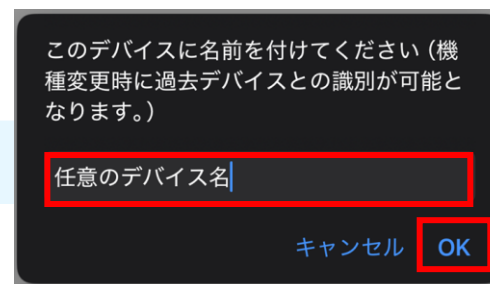 このデバイスに名前を付けてください（機
種変更時に過去デバイスとの識別が可能と
なります。）
任意のデバイス名
キャンセル OK